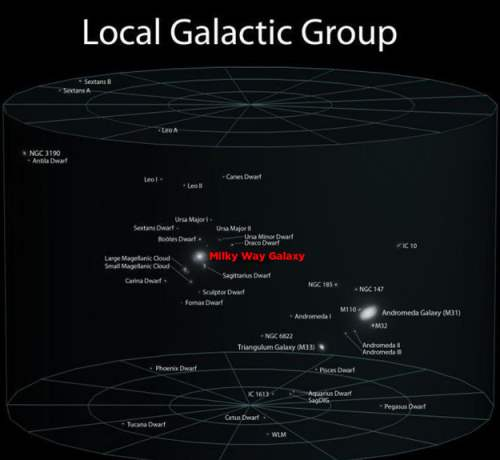 Local Galactic Group
Sextans B
Sextans A
Leo A
NGC 3190
Antila Dwarf
Leo I
Leo II
Canes Dwarf
Ursa Major I
Sextans Dwarf
Ursa Major II
Boötes Dwarf
Ursa Minor Dwarf
Draco Dwarf
IC 10
Milky Way Galaxy
Large Magellanic Cloud
Small Magellanic Cloud
Sagittarius Dwarf
Carina Dwarf
NGC 185
NGC 147
Sculptor Dwarf
Fornax Dwarf
M110
Andromeda Galaxy (M31)
Andromeda I
M32
NGC 6822
Triangulum Galaxy (M33)
Andromeda II
Andromeda III
Phoenix Dwarf
Pisces Dwarf
IC 1613
Aquarius Dwarf
SagDIG
Pegasus Dwarf
Cetus Dwarf
Tucana Dwarf
WLM